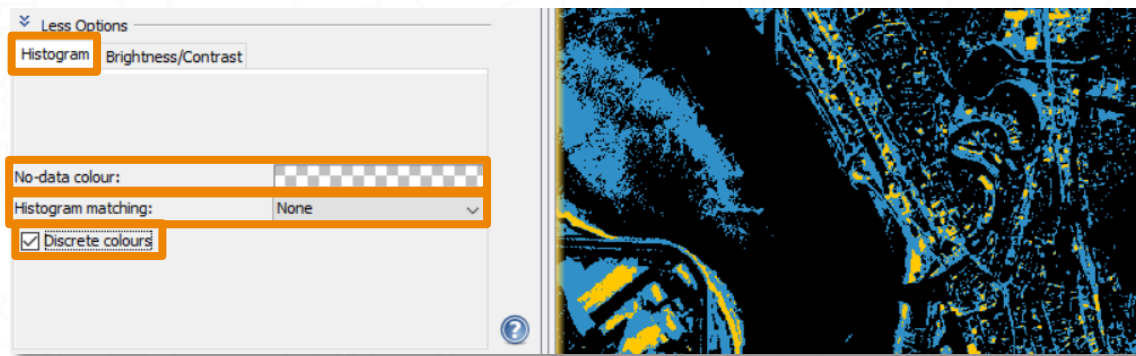 Less Options
Histogram Brightness/Contrast
No-data colour:
Histogram matching: None
Discrete colours
?